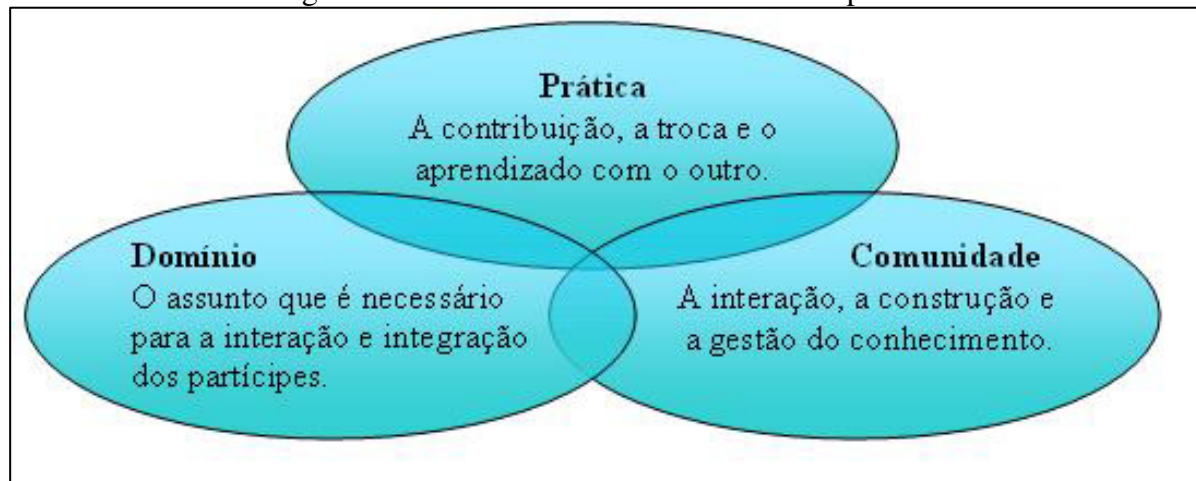 Prática
A contribuição, a troca e o
aprendizado com o outro.
Domínio
O assunto que é necessário
para a interação e integração
dos partícipes.
Comunidade
A interação, a construção e
a gestão do conhecimento.